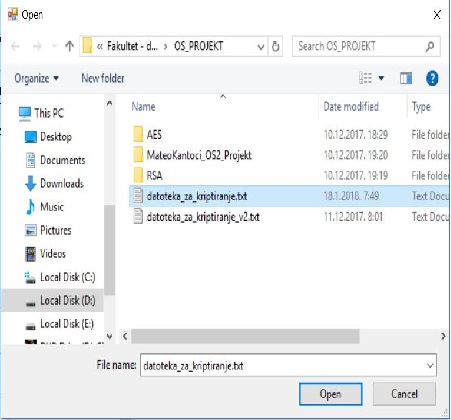 Open
« Fakultet - d... > OS_PROJEKT
Search OS_PROJEKT
Organize
New folder
Name
Date modified
Type
This PC
Desktop
Documents
Downloads
Music
Pictures
Videos
Local Disk (C:)
Local Disk (D:)
Local Disk (E:)
AES 10.12.2017. 18:29 File folder
MateoKantoci_OS2_Projekt 10.12.2017. 19:20 File folder
RSA 10.12.2017. 19:19 File folder
datoteka_za_kriptiranje.txt 18.1.2018. 7:49 Text Docu
datoteka_za_kriptiranje_v2.txt 11.12.2017. 8:01 Text Docu
File name: datoteka_za_kriptiranje.txt
Open
Cancel